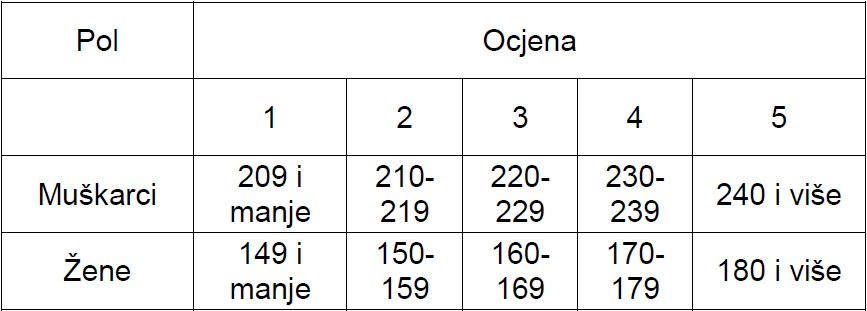 Pol Ocjena
1 2 3 4 5
Muškarci 209 i manje 210-219 220-229 230-239 240 i više
Žene 149 i manje 150-159 160-169 170-179 180 i više